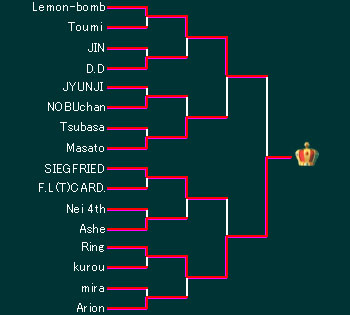 Lemon-bomb
Toumi
JIN
D.D
JYUNJI
NOBUchan
Tsubasa
Masato
SIEGFRIED
F.L(T)CARD.
Nei 4th
Ashe
Ring
kurou
mira
Arion